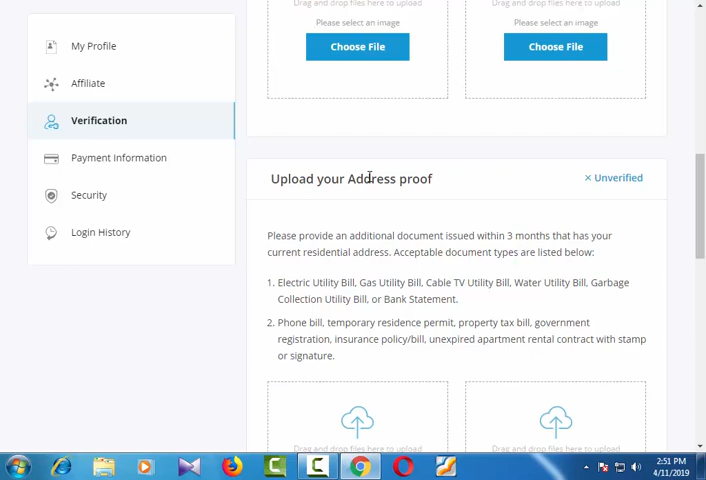 Drag and drop files here to upload
Drag and drop files here to upload
Please select an image
Please select an image
Choose File
Choose File
My Profile
Affiliate
Verification
Payment Information
Security
Login History
Upload your Address proof
× Unverified
Please provide an additional document issued within 3 months that has your
current residential address. Acceptable document types are listed below:
1. Electric Utility Bill, Gas Utility Bill, Cable TV Utility Bill, Water Utility Bill, Garbage
Collection Utility Bill, or Bank Statement.
2. Phone bill, temporary residence permit, property tax bill, government
registration, insurance policy/bill, unexpired apartment rental contract with stamp
or signature.
Drag and drop files here to upload
Drag and drop files here to upload
2:51 PM
4/11/2019